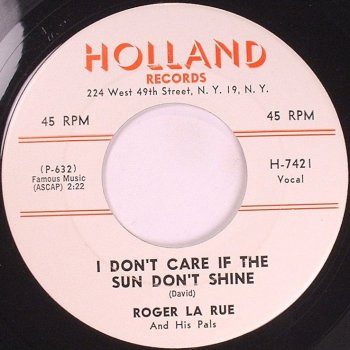 HOLLAND
RECORDS
224 West 49th Street, N. Y. 19, N. Y.
45 RPM
45 RPM
(P-632)
Famous Music
(ASCAP) 2:22
H-7421
Vocal
I DON'T CARE IF THE
SUN DON'T SHINE
(David)
ROGER LA RUE
And His Pals